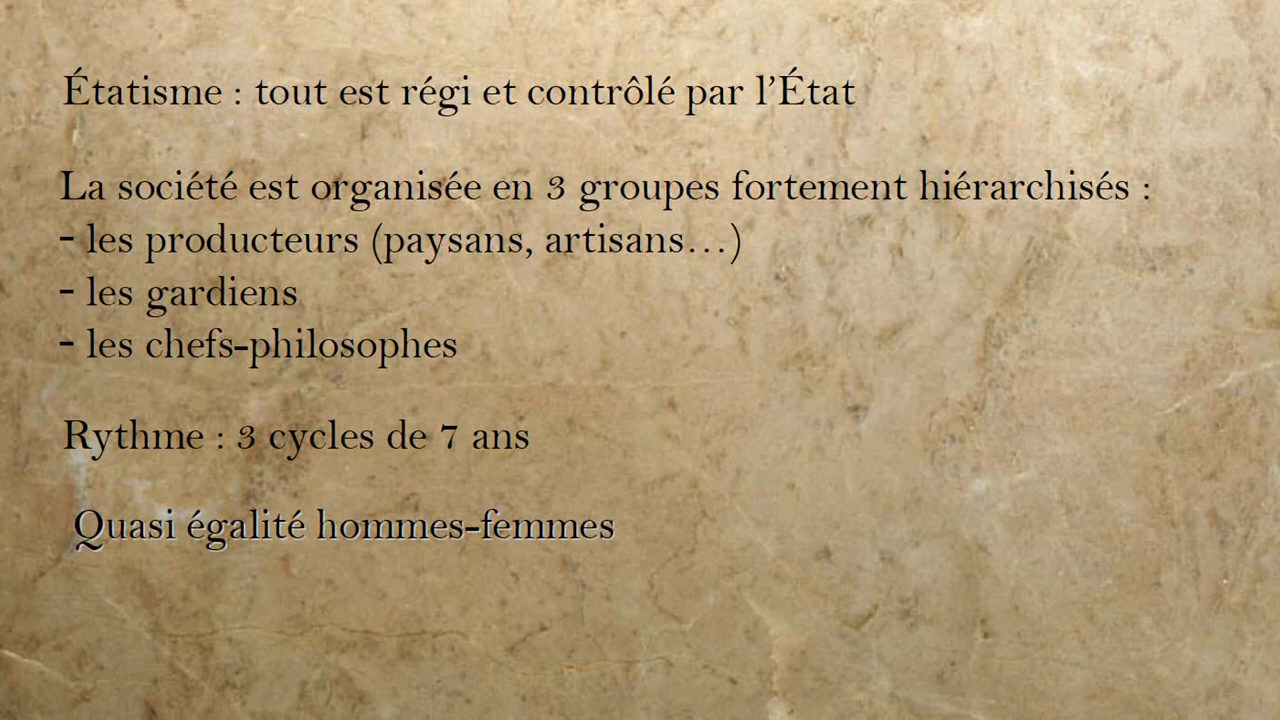 Étatisme : tout est régi et contrôlé par l’État
La société est organisée en 3 groupes fortement hiérarchisés :
- les producteurs (paysans, artisans…)
- les gardiens
- les chefs-philosophes
Rythme : 3 cycles de 7 ans
Quasi égalité hommes-femmes